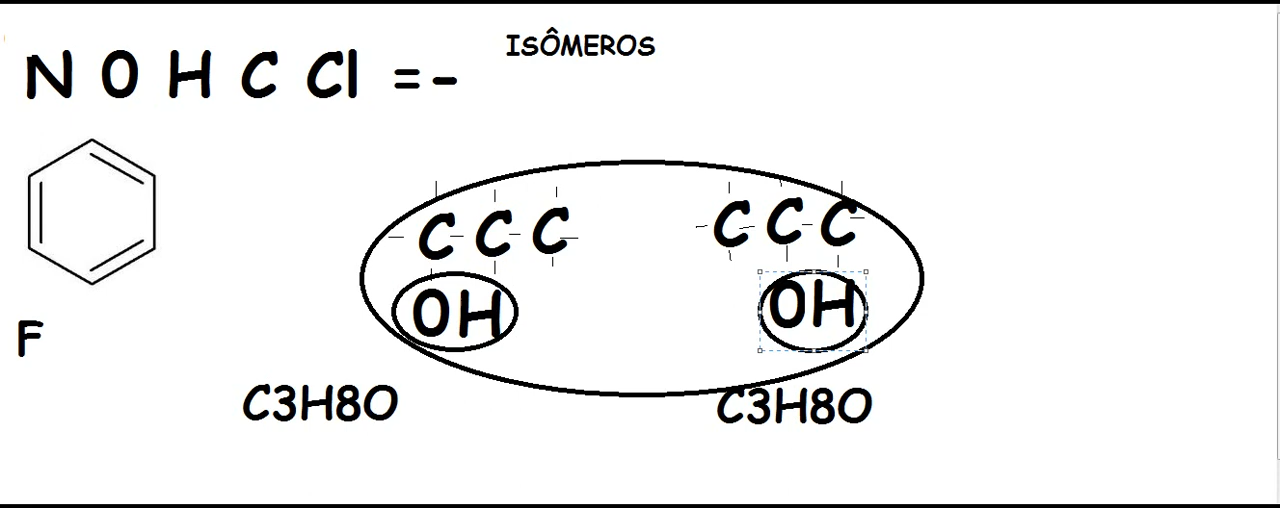 ISÔMEROS
N O H C Cl = -
C C C
C C C
OH
OH
F
C3H8O
C3H8O